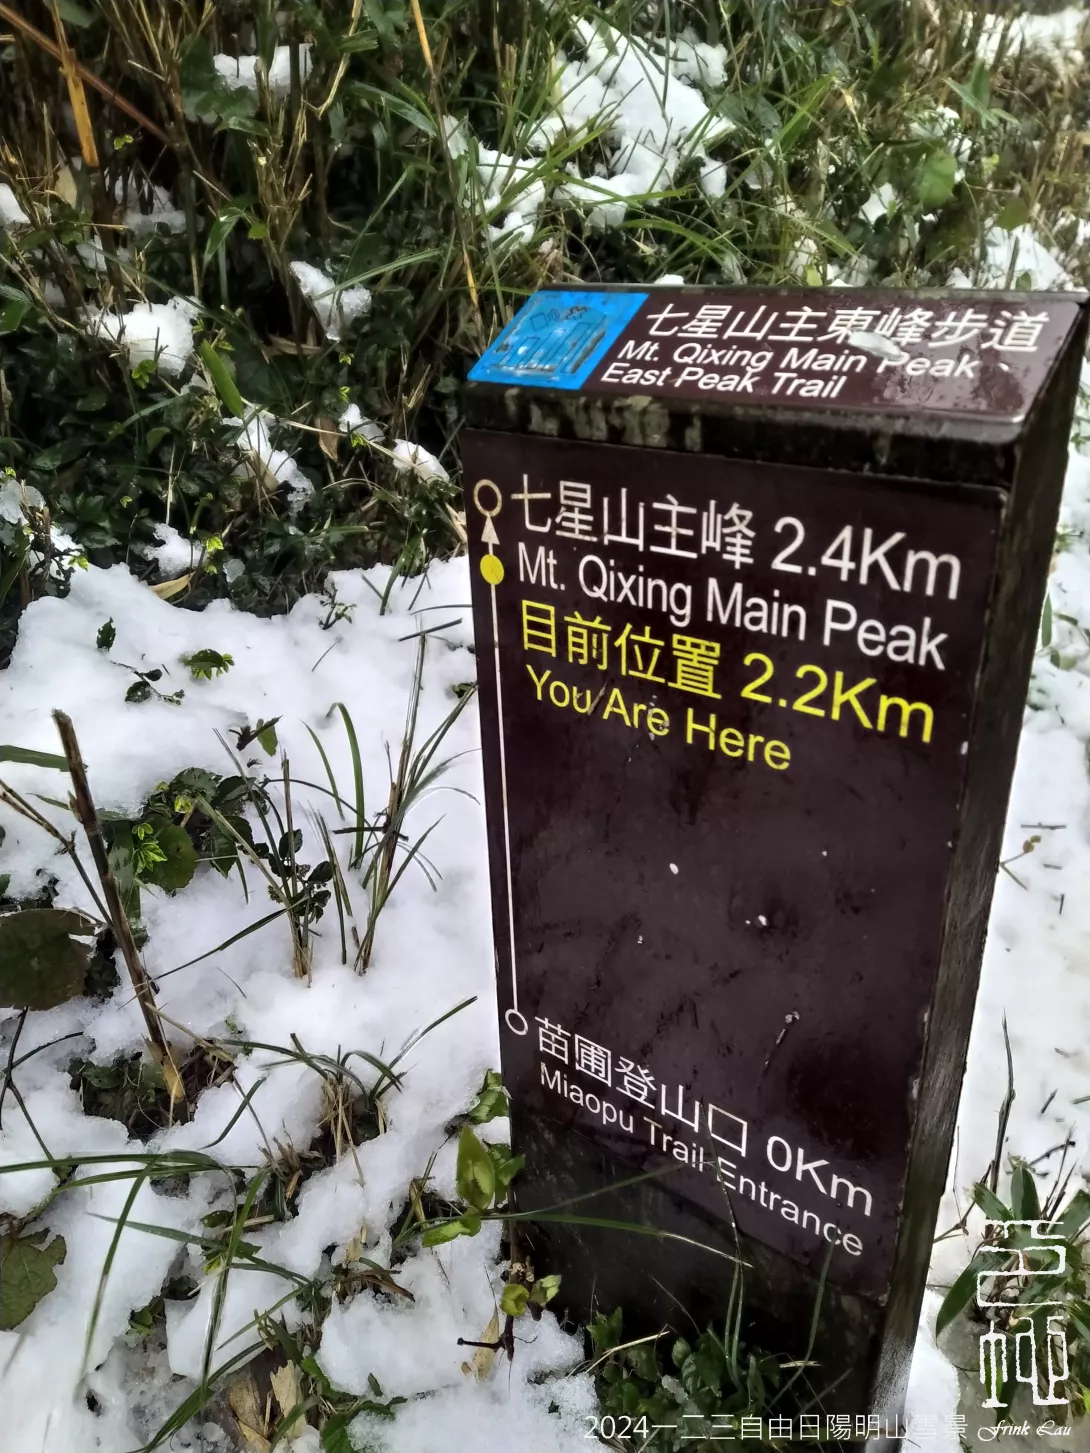 七星山主東峰步道
Mt. Qixing Main Peak、
East Peak Trail
七星山主峰 2.4Km
Mt. Qixing Main Peak
目前位置 2.2Km
You Are Here
苗圃登山口 0Km
Miaopu Trail Entrance
2024一二三自由日陽明山雪景 Frink Lau